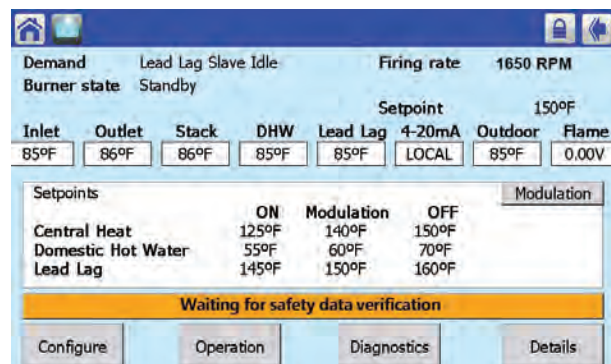 Demand Lead Lag Slave Idle Firing rate 1650 RPM
Burner state Standby
Setpoint 150ºF
Inlet Outlet Stack DHW Lead Lag 4-20mA Outdoor Flame
85ºF 86ºF 86ºF 85ºF 85ºF LOCAL 85ºF 0.00V
Setpoints Modulation
ON Modulation OFF
Central Heat 125ºF 140ºF 150ºF
Domestic Hot Water 55ºF 60ºF 70ºF
Lead Lag 145ºF 150ºF 160ºF
Waiting for safety data verification
Configure Operation Diagnostics Details